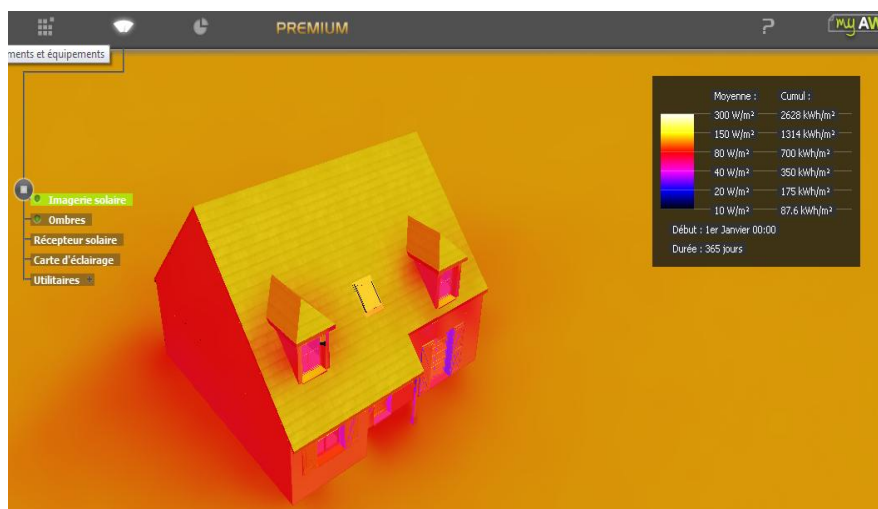 PREMIUM
?
my AW
ments et équipements
Imagerie solaire
Ombres
Récepteur solaire
Carte d'éclairage
Utilitaires +
Moyenne : Cumul :
300 W/m² 2628 kWh/m²
150 W/m² 1314 kWh/m²
80 W/m² 700 kWh/m²
40 W/m² 350 kWh/m²
20 W/m² 175 kWh/m²
10 W/m² 87.6 kWh/m²
Début : 1er Janvier 00:00
Durée : 365 jours